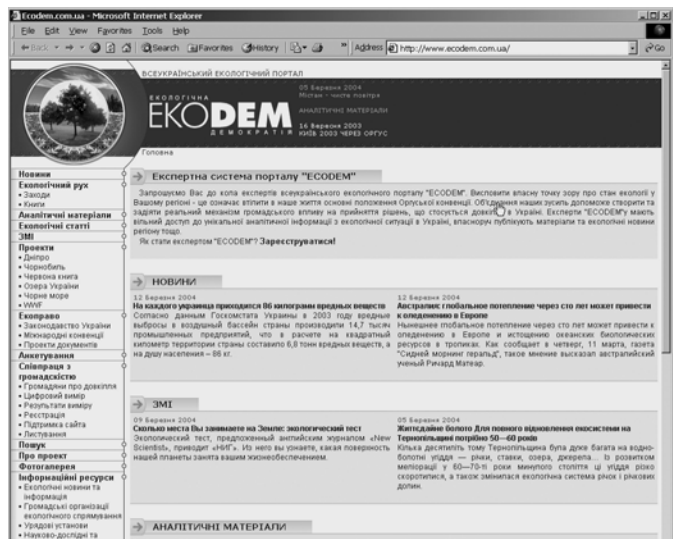 Ecodem.com.ua - Microsoft Internet Explorer
File Edit View Favorites Tools Help
Back Search Favorites History Address http://www.ecodem.com.ua/ Go
ВСЕУКРАЇНСЬКИЙ ЕКОЛОГІЧНИЙ ПОРТАЛ
05 Березня 2004
Містам - чисте повітря
ЕКОЛОГІЧНА
АНАЛІТИЧНІ МАТЕРІАЛИ
EKODEM
16 Вересня 2003
ДЕМОКРАТІЯ
КИЇВ 2003 ЧЕРЕЗ ОРГУС
Головна
Новини
Екологічний рух
• Заходи
• Книги
Аналітичні матеріали
Екологічні статті
ЗМІ
Проекти
• Дніпро
• Чорнобиль
• Червона книга
• Озера України
• Чорне море
• WWF
Екоправо
• Законодавство України
• Міжнародні конвенції
• Проекти документів
Анкетування
Співпраця з
громадскістю
• Громадяни про довкілля
• Цифровий вимір
• Результати виміру
• Реєстрація
• Підтримка сайта
• Листування
Пошук
Про проект
Фотогалерея
Інформаційні ресурси
• Екологічні новини та
інформація
• Громадські організації
екологічного спрямування
• Урядові установи
• Науково-дослідні та
Експертна система порталу "ECODEM"
Запрошуємо Вас до кола експертів всеукраїнського екологічного порталу "ECODEM". Висловити власну точку зору про стан екології у
Вашому регіоні - це означає втілити в наше життя основні положення Оргуської конвенції. Об'єднання наших зусиль допоможе створити та
задіяти реальний механізм громадського впливу на прийняття рішень, що стосується довкілля в Україні. Експерти "ECODEM"у мають
вільний доступ до унікальної аналітичної інформації з екологічної ситуації в Україні, власноруч публікують матеріали та екологічні новини
регіону тощо.
Як стати експертом "ECODEM"? Зареєструватися!
НОВИНИ
12 Березня 2004
На каждого украинца приходится 86 килограмм вредных веществ
Согласно данным Госкомстата Украины в 2003 году вредные
выбросы в воздушный бассейн страны производили 14,7 тысяч
промышленных предприятий, что в расчете на квадратный
километр территории страны составило 6,8 тонн вредных веществ, а
на душу населения – 86 кг.
12 Березня 2004
Австралия: глобальное потепление через сто лет может привести
к оледенению в Европе
Нынешнее глобальное потепление через сто лет может привести к
оледенению в Европе и истощению океанских биологических
ресурсов в тропиках. Как сообщает в четверг, 11 марта, газета
"Сидней морнинг геральд", такое мнение высказал австралийский
ученый Ричард Матеар.
ЗМІ
09 Березня 2004
Сколько места Вы занимаете на Земле: экологический тест
Экологический тест, предложенный английским журналом «New
Scientist», приводит «НИГ». Из него вы узнаете, какая поверхность
нашей планеты занята вашим жизнеобеспечением.
05 Березня 2004
Життєдайне болото Для повного відновлення екосистеми на
Тернопільщині потрібно 50—60 років
Кілька десятиліть тому Тернопільщина була дуже багата на водно-
болотні угіддя — річки, ставки, озера, джерела... Із розвитком
меліорації у 60—70-ті роки минулого століття ці угіддя різко
скоротилися, а також змінилася екологічна система річок і річкових
долин.
АНАЛІТИЧНІ МАТЕРІАЛИ